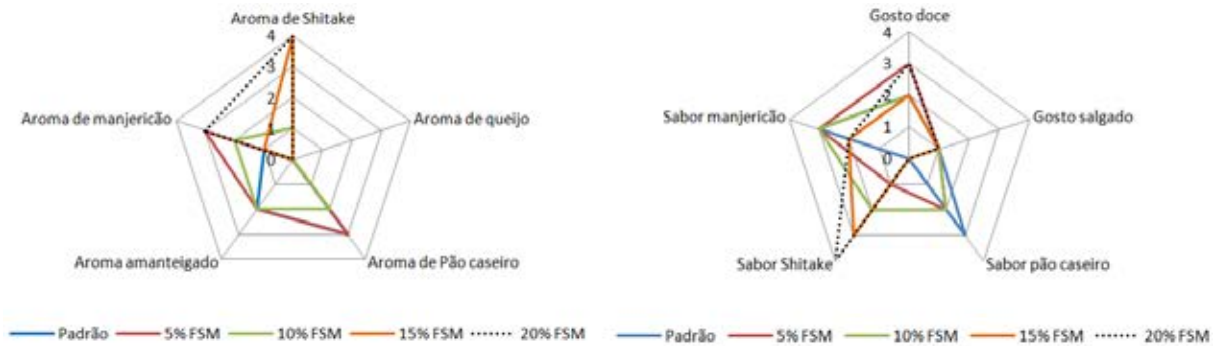 Aroma de Shitake
4
3
2
1
0
Aroma de queijo
Aroma de Pão caseiro
Aroma amanteigado
Aroma de manjericão
Padrão 5% FSM 10% FSM 15% FSM 20% FSM
Gosto doce
4
3
2
1
0
Gosto salgado
Sabor pão caseiro
Sabor Shitake
Sabor manjericão
Padrão 5% FSM 10% FSM 15% FSM 20% FSM